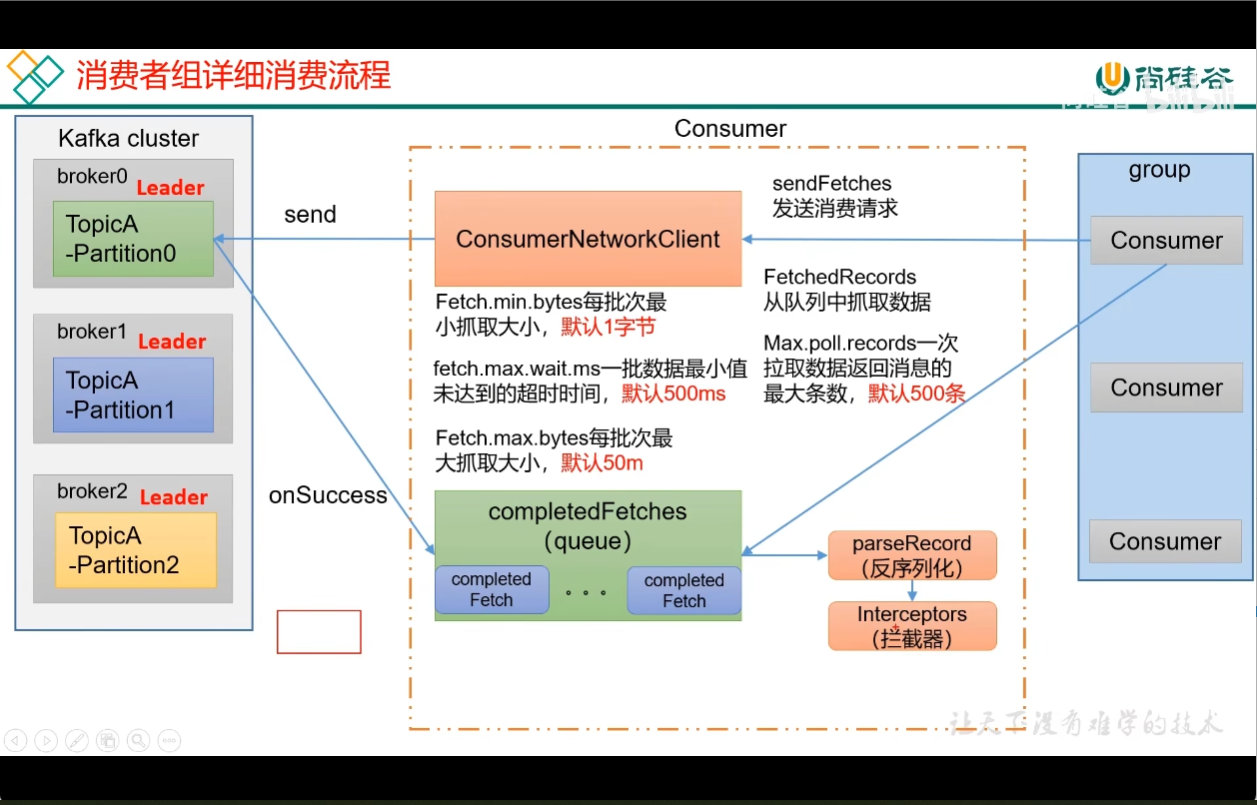 消费者组详细消费流程
尚硅谷
bilibili
Kafka cluster
broker0
Leader
TopicA
-Partition0
broker1
Leader
TopicA
-Partition1
broker2
Leader
TopicA
-Partition2
send
onSuccess
Consumer
ConsumerNetworkClient
Fetch.min.bytes每批次最
小抓取大小，默认1字节
fetch.max.wait.ms一批数据最小值
未达到的超时时间，默认500ms
Fetch.max.bytes每批次最
大抓取大小，默认50m
completedFetches
（queue）
completed
Fetch
。。。
completed
Fetch
sendFetches
发送消费请求
FetchedRecords
从队列中抓取数据
Max.poll.records一次
拉取数据返回消息的
最大条数，默认500条
parseRecord
（反序列化）
Interceptors
（拦截器）
group
Consumer
Consumer
Consumer
让天下没有难学的技术